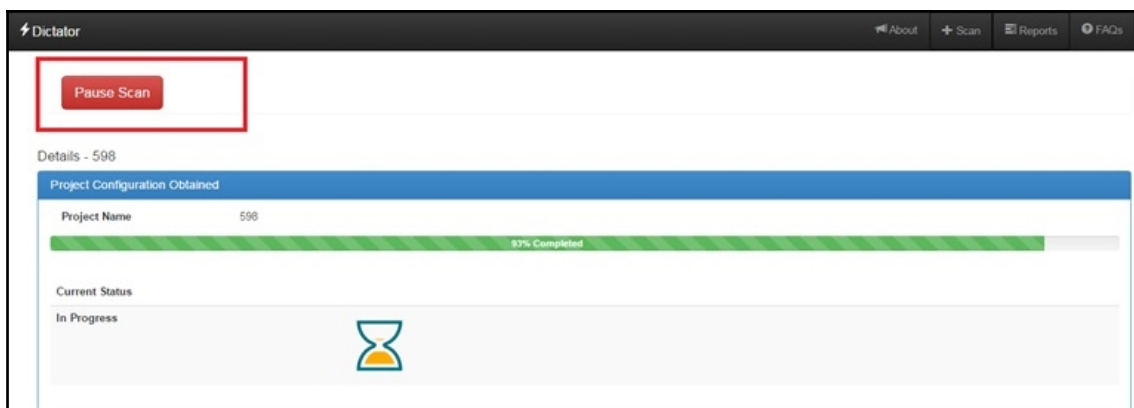 Dictator About Scan Reports FAQs
Pause Scan
Details - 598
Project Configuration Obtained
Project Name 598
93% Completed
Current Status
In Progress